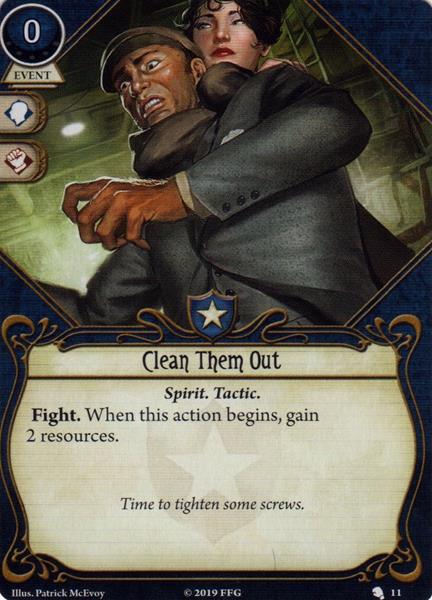 0
EVENT
Clean Them Out
Spirit. Tactic.
Fight. When this action begins, gain
2 resources.
Time to tighten some screws.
Illus. Patrick McEvoy © 2019 FFG 11